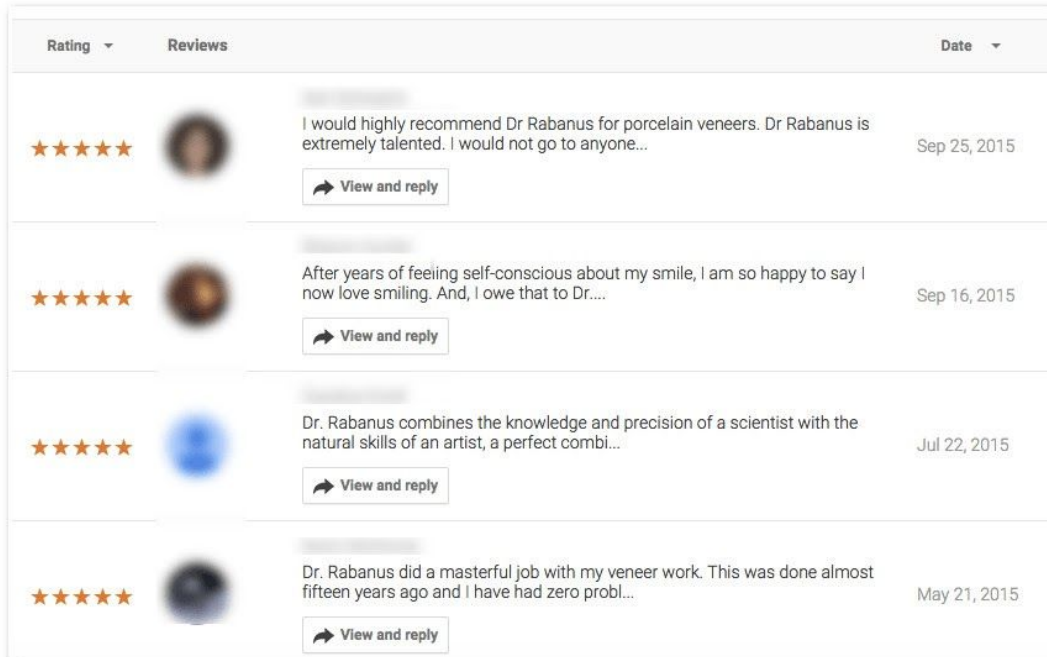 Rating Reviews Date
I would highly recommend Dr Rabanus for porcelain veneers. Dr Rabanus is
extremely talented. I would not go to anyone...
Sep 25, 2015
View and reply
After years of feeling self-conscious about my smile, I am so happy to say I
now love smiling. And, I owe that to Dr....
Sep 16, 2015
View and reply
Dr. Rabanus combines the knowledge and precision of a scientist with the
natural skills of an artist, a perfect combi...
Jul 22, 2015
View and reply
Dr. Rabanus did a masterful job with my veneer work. This was done almost
fifteen years ago and I have had zero probl...
May 21, 2015
View and reply